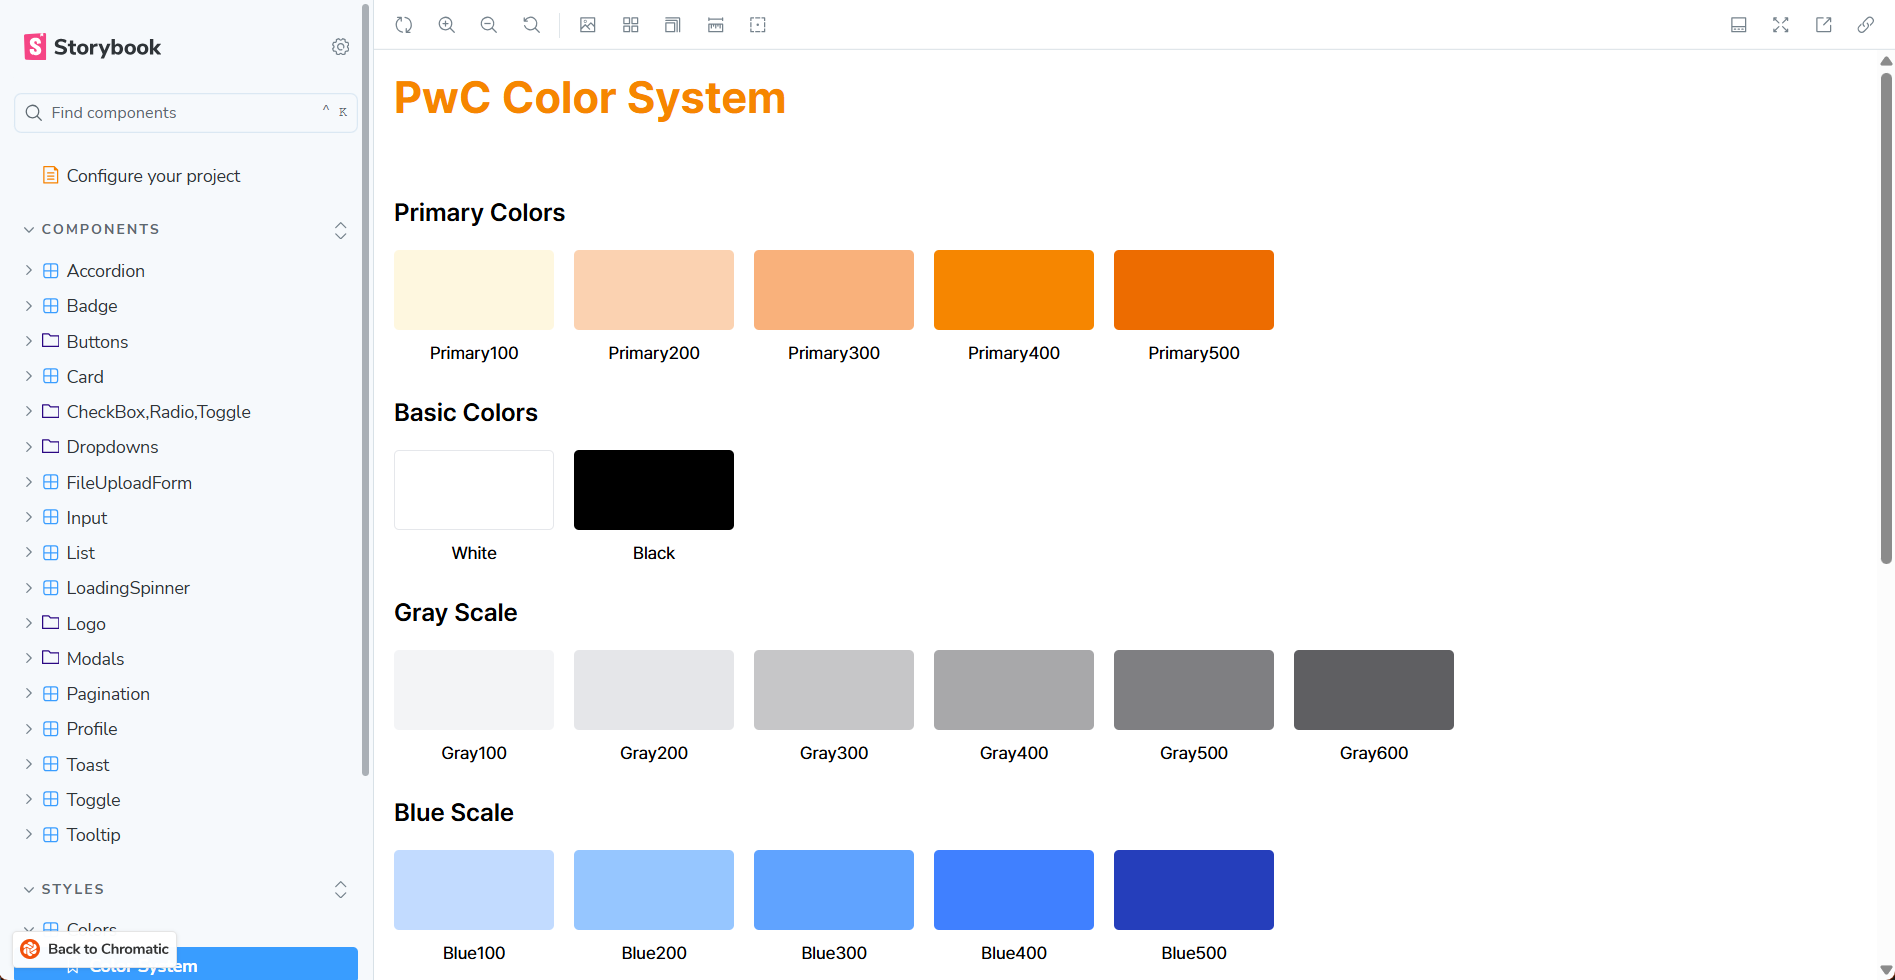 Storybook
Find components
^ K
Configure your project
COMPONENTS
Accordion
Badge
Buttons
Card
CheckBox,Radio,Toggle
Dropdowns
FileUploadForm
Input
List
LoadingSpinner
Logo
Modals
Pagination
Profile
Toast
Toggle
Tooltip
STYLES
Colors
Back to Chromatic
Color System
PwC Color System
Primary Colors
Primary100 Primary200 Primary300 Primary400 Primary500
Basic Colors
White Black
Gray Scale
Gray100 Gray200 Gray300 Gray400 Gray500 Gray600
Blue Scale
Blue100 Blue200 Blue300 Blue400 Blue500